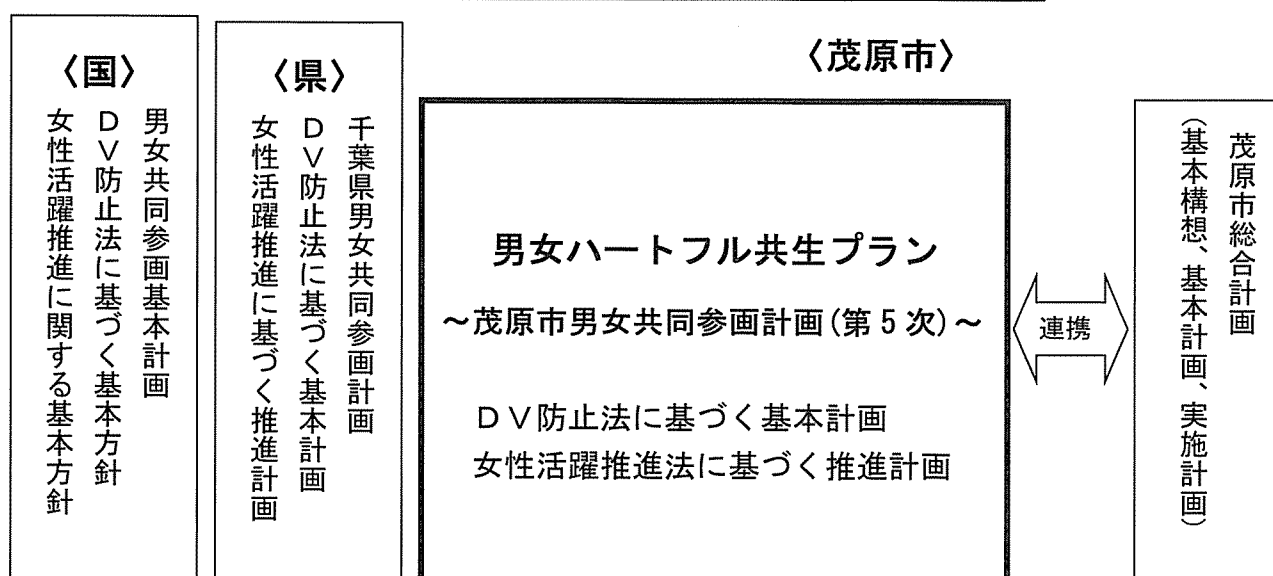 〈国〉
男女共同参画基本計画
ＤＶ防止法に基づく基本方針
女性活躍推進に関する基本方針
〈県〉
千葉県男女共同参画計画
ＤＶ防止法に基づく基本計画
女性活躍推進に基づく推進計画
〈茂原市〉
男女ハートフル共生プラン
～茂原市男女共同参画計画(第５次)～
ＤＶ防止法に基づく基本計画
女性活躍推進法に基づく推進計画
連携
茂原市総合計画
（基本構想、基本計画、実施計画）